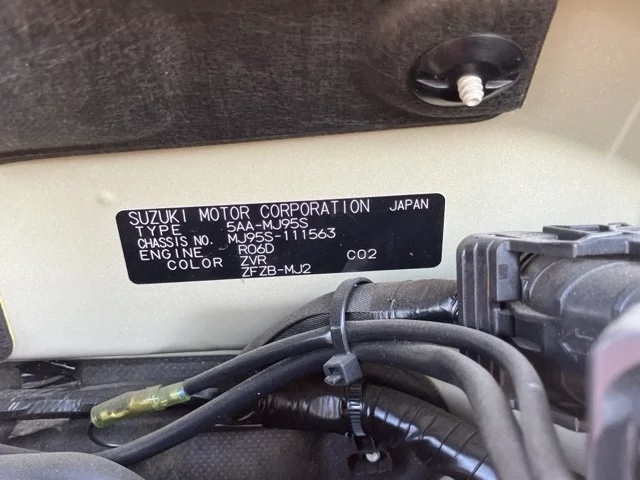 SUZUKI MOTOR CORPORATION JAPAN
TYPE 5AA-MJ95S
CHASSIS NO. MJ95S-111563
ENGINE R06D
COLOR ZVR C02
ZFZB-MJ2